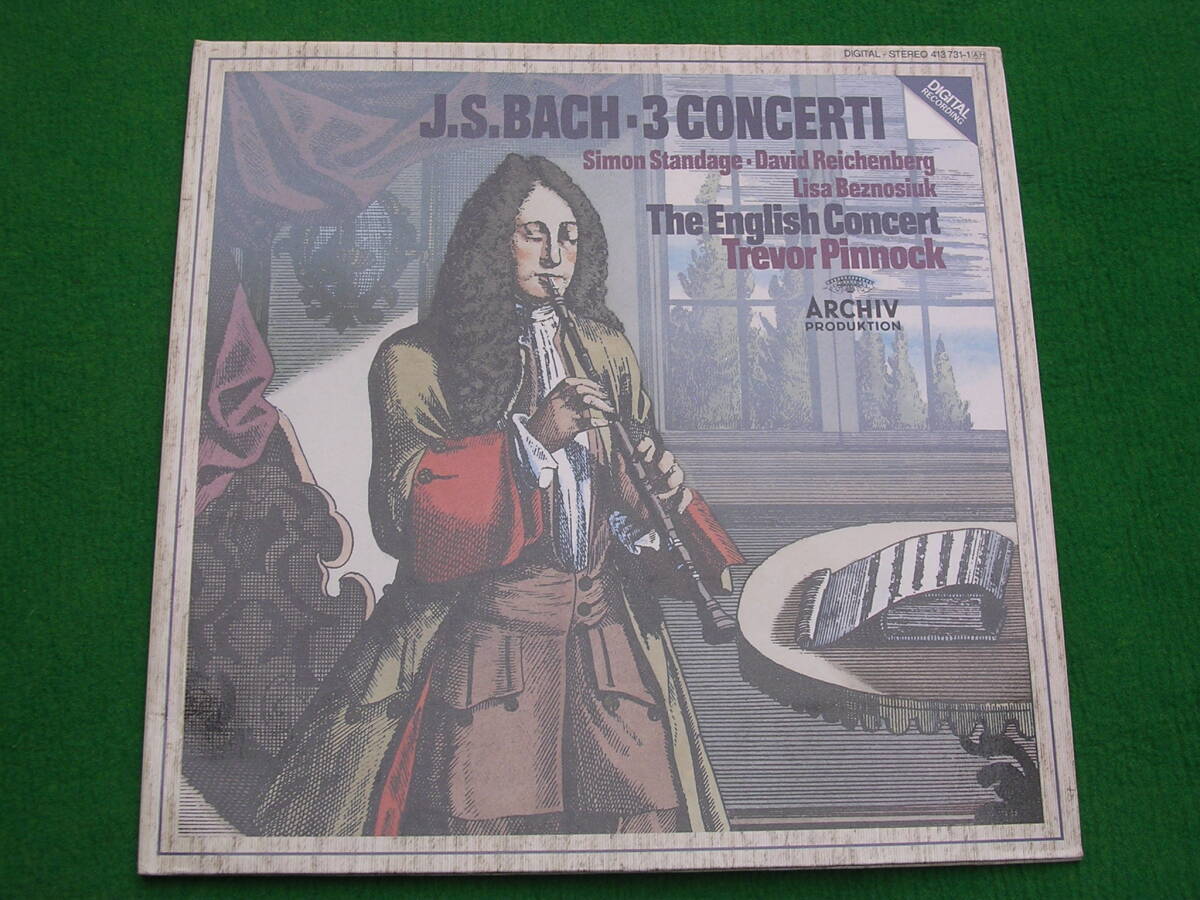 DIGITAL - STEREO 413 731-1 AH
DIGITAL
RECORDING
J.S.BACH · 3 CONCERTI
Simon Standage · David Reichenberg
Lisa Beznosiuk
The English Concert
Trevor Pinnock
ARCHIV
PRODUKTION